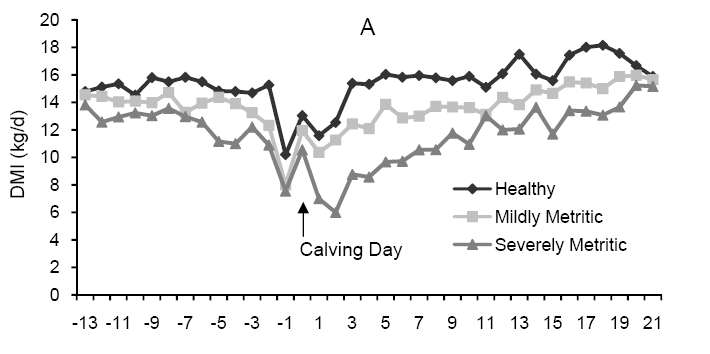 A
DMI (kg/d)
20
18
16
14
12
10
8
6
4
2
0
Healthy
Mildly Metritic
Severely Metritic
Calving Day
-13 -11 -9 -7 -5 -3 -1 1 3 5 7 9 11 13 15 17 19 21